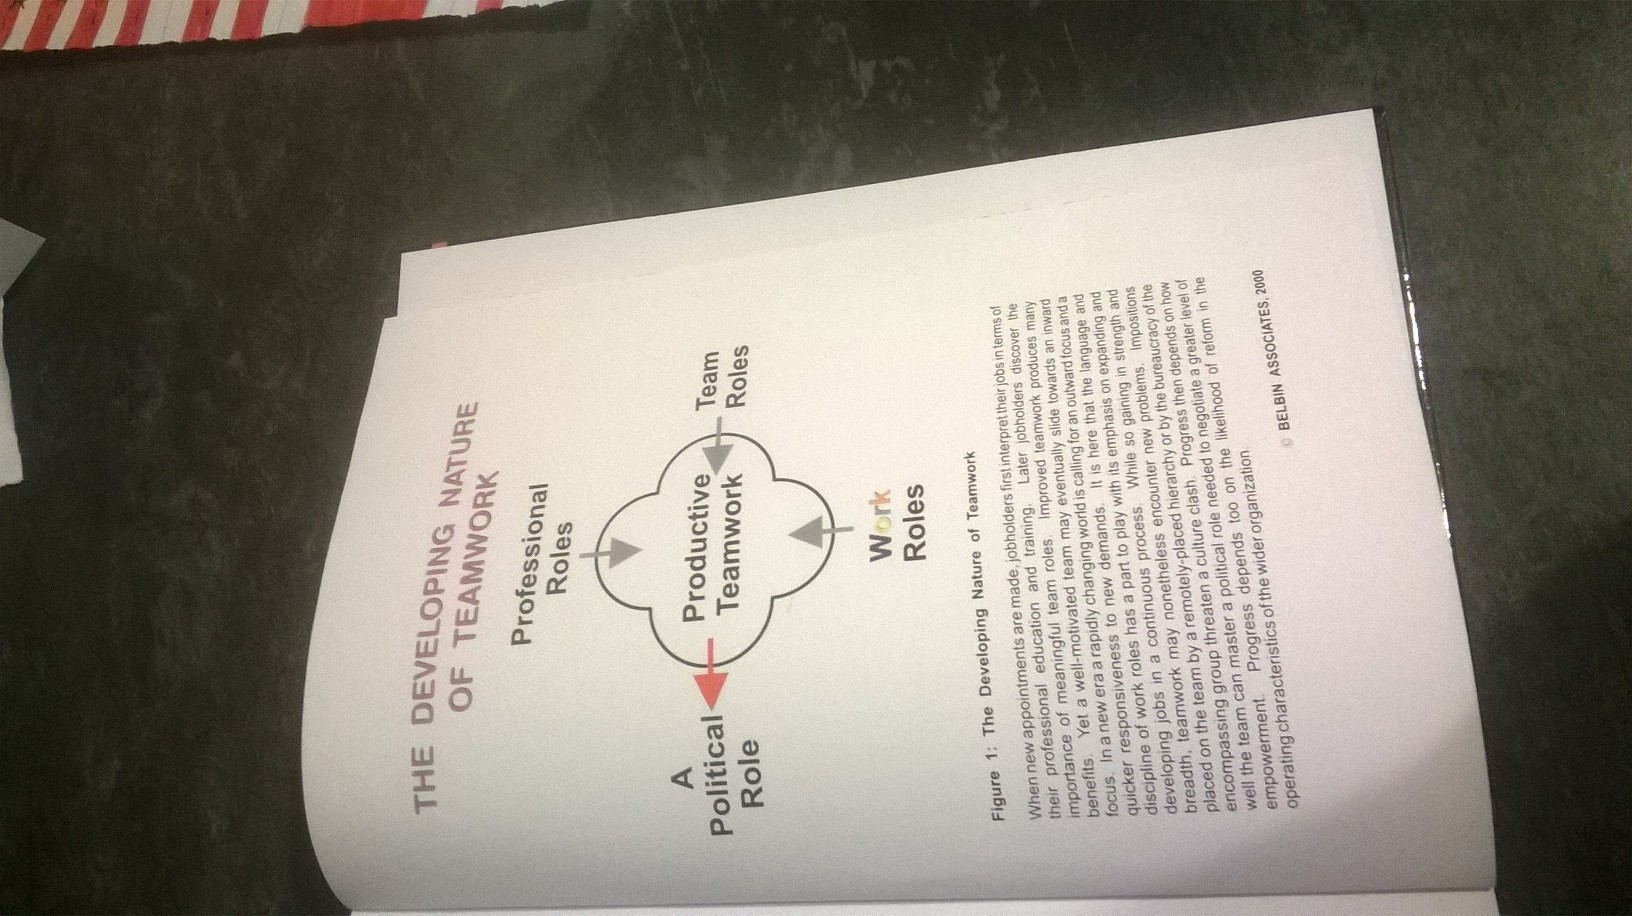 THE DEVELOPING NATURE
OF TEAMWORK
Professional
Roles
A
Political
Role
Productive
Teamwork
Team
Roles
Work
Roles
Figure 1: The Developing Nature of Teamwork
When new appointments are made, jobholders first interpret their jobs in terms of
their professional education and training. Later jobholders discover the
importance of meaningful team roles. Improved teamwork produces many
benefits. Yet a well-motivated team may eventually slide towards an inward
focus. In a new era a rapidly changing world is calling for an outward focus and a
quicker responsiveness to new demands. It is here that the language and
discipline of work roles has a part to play with its emphasis on expanding and
developing jobs in a continuous process. While so gaining in strength and
breadth, teamwork may nonetheless encounter new problems. Impositions
placed on the team by a remotely-placed hierarchy or by the bureaucracy of the
encompassing group threaten a culture clash. Progress then depends on how
well the team can master a political role needed to negotiate a greater level of
empowerment. Progress depends too on the likelihood of reform in the
operating characteristics of the wider organization.
© BELBIN ASSOCIATES, 2000